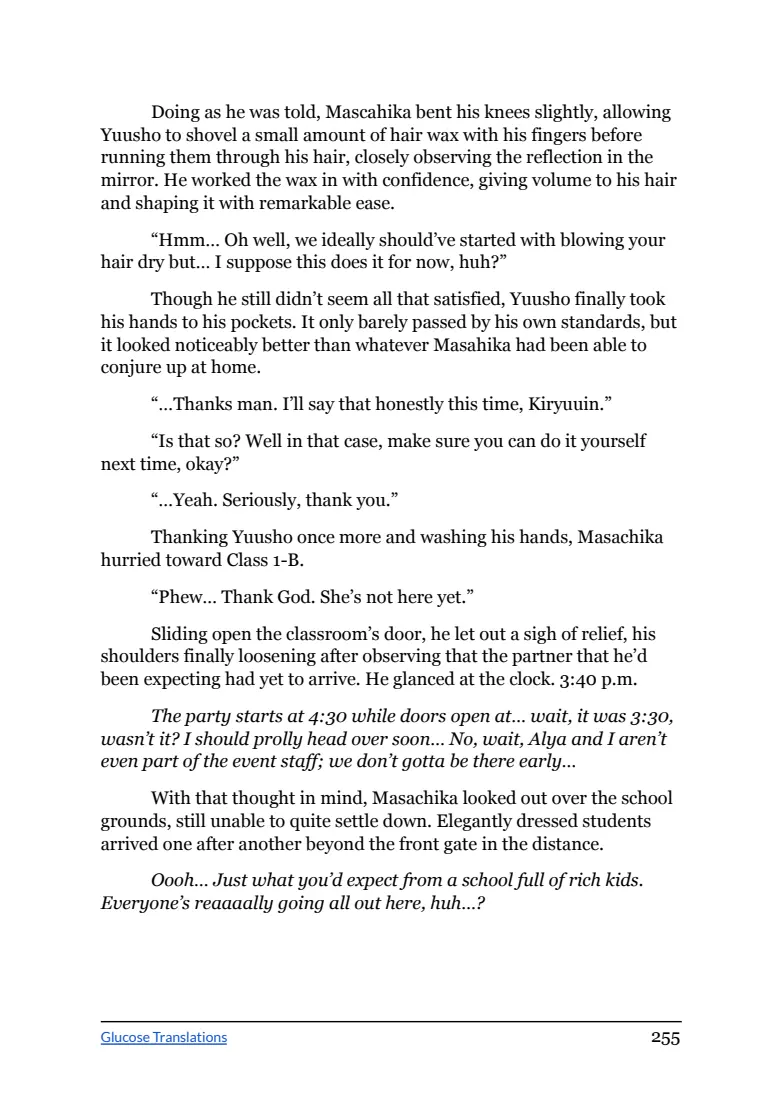 Doing as he was told, Mascahika bent his knees slightly, allowing
Yuusho to shovel a small amount of hair wax with his fingers before
running them through his hair, closely observing the reflection in the
mirror. He worked the wax in with confidence, giving volume to his hair
and shaping it with remarkable ease.
“Hmm… Oh well, we ideally should’ve started with blowing your
hair dry but… I suppose this does it for now, huh?”
Though he still didn’t seem all that satisfied, Yuusho finally took
his hands to his pockets. It only barely passed by his own standards, but
it looked noticeably better than whatever Masahika had been able to
conjure up at home.
“…Thanks man. I’ll say that honestly this time, Kiryuuin.”
“Is that so? Well in that case, make sure you can do it yourself
next time, okay?”
“…Yeah. Seriously, thank you.”
Thanking Yuusho once more and washing his hands, Masachika
hurried toward Class 1-B.
“Phew… Thank God. She’s not here yet.”
Sliding open the classroom’s door, he let out a sigh of relief, his
shoulders finally loosening after observing that the partner that he’d
been expecting had yet to arrive. He glanced at the clock. 3:40 p.m.
The party starts at 4:30 while doors open at… wait, it was 3:30,
wasn’t it? I should prolly head over soon… No, wait, Alya and I aren’t
even part of the event staff; we don’t gotta be there early…
With that thought in mind, Masachika looked out over the school
grounds, still unable to quite settle down. Elegantly dressed students
arrived one after another beyond the front gate in the distance.
Oooh… Just what you’d expect from a school full of rich kids.
Everyone’s reaaaally going all out here, huh…?
Glucose Translations
255